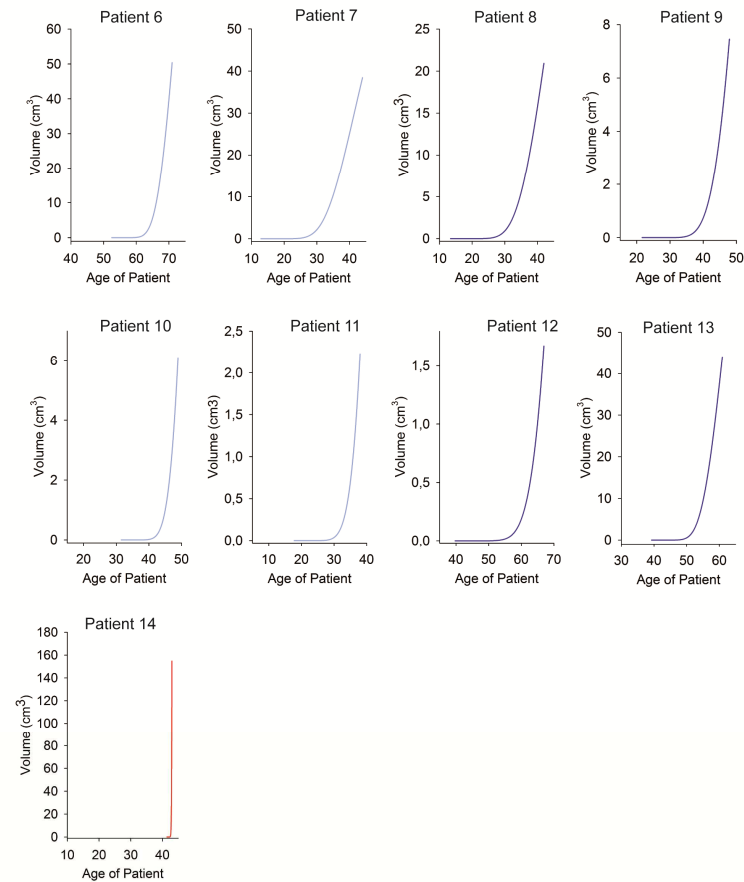 Patient 6
60
50
40
30
20
10
0
Volume (cm3)
40 50 60 70
Age of Patient
Patient 7
50
40
30
20
10
0
Volume (cm3)
10 20 30 40
Age of Patient
Patient 8
25
20
15
10
5
0
Volume (cm3)
10 20 30 40
Age of Patient
Patient 9
8
6
4
2
0
Volume (cm3)
20 30 40 50
Age of Patient
Patient 10
6
4
2
0
Volume (cm3)
20 30 40 50
Age of Patient
Patient 11
2,5
2,0
1,5
1,0
0,5
0,0
Volume (cm3)
10 20 30 40
Age of Patient
Patient 12
1,5
1,0
0,5
0,0
Volume (cm3)
40 50 60 70
Age of Patient
Patient 13
50
40
30
20
10
0
Volume (cm3)
30 40 50 60
Age of Patient
Patient 14
180
160
140
120
100
80
60
40
20
0
Volume (cm3)
10 20 30 40
Age of Patient